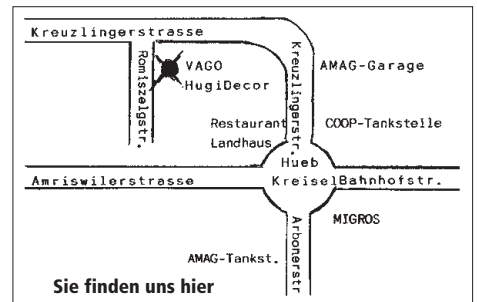 Kreuzlingerstrasse
Romiszelgstr.
VAGO
HugiDecor
Kreuzlingerstr.
AMAG-Garage
Restaurant
Landhaus
COOP-Tankstelle
Hueb
Kreisel
Amriswilerstrasse
Bahnhofstr.
Arbonerstr
MIGROS
AMAG-Tankst.
Sie finden uns hier